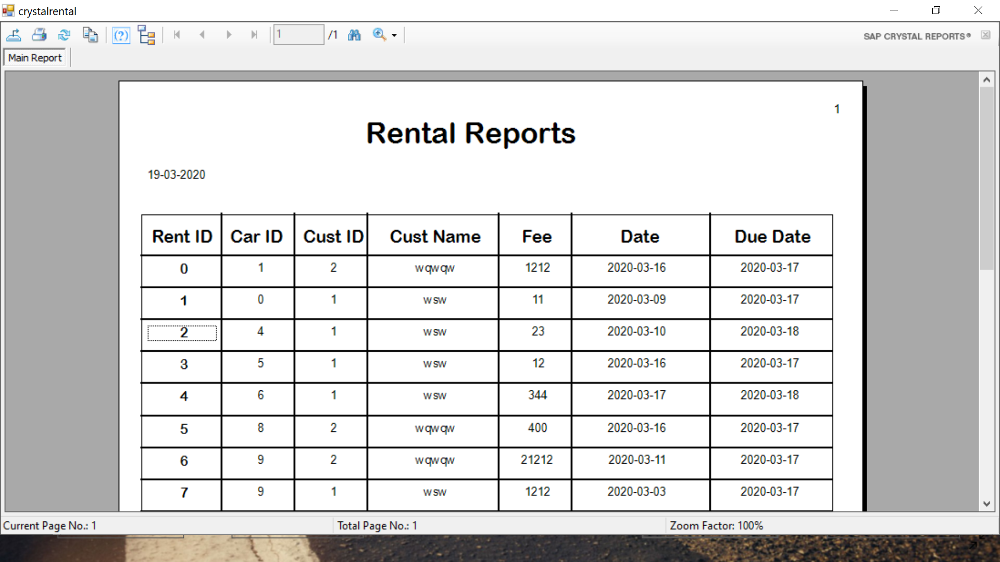 crystalrental
1 /1 SAP CRYSTAL REPORTS®
Main Report
1
Rental Reports
19-03-2020
Rent ID Car ID Cust ID Cust Name Fee Date Due Date
0 1 2 wqwqw 1212 2020-03-16 2020-03-17
1 0 1 wsw 11 2020-03-09 2020-03-17
2 4 1 wsw 23 2020-03-10 2020-03-18
3 5 1 wsw 12 2020-03-16 2020-03-17
4 6 1 wsw 344 2020-03-17 2020-03-18
5 8 2 wqwqw 400 2020-03-16 2020-03-17
6 9 2 wqwqw 21212 2020-03-11 2020-03-17
7 9 1 wsw 1212 2020-03-03 2020-03-17
Current Page No.: 1 Total Page No.: 1 Zoom Factor: 100%